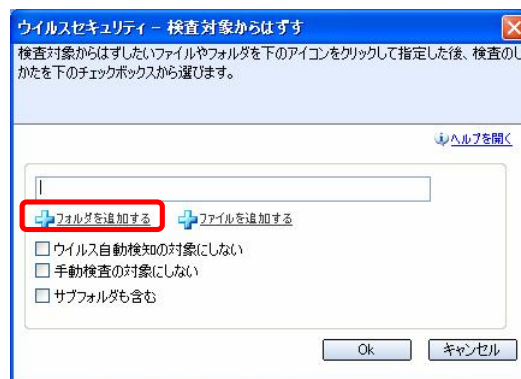 ウイルスセキュリティ － 検査対象からはずす
検査対象からはずしたいファイルやフォルダを下のアイコンをクリックして指定した後、検査のし
かたを下のチェックボックスから選びます。
ヘルプを開く
フォルダを追加する ファイルを追加する
ウイルス自動検知の対象にしない
手動検査の対象にしない
サブフォルダも含む
Ok キャンセル